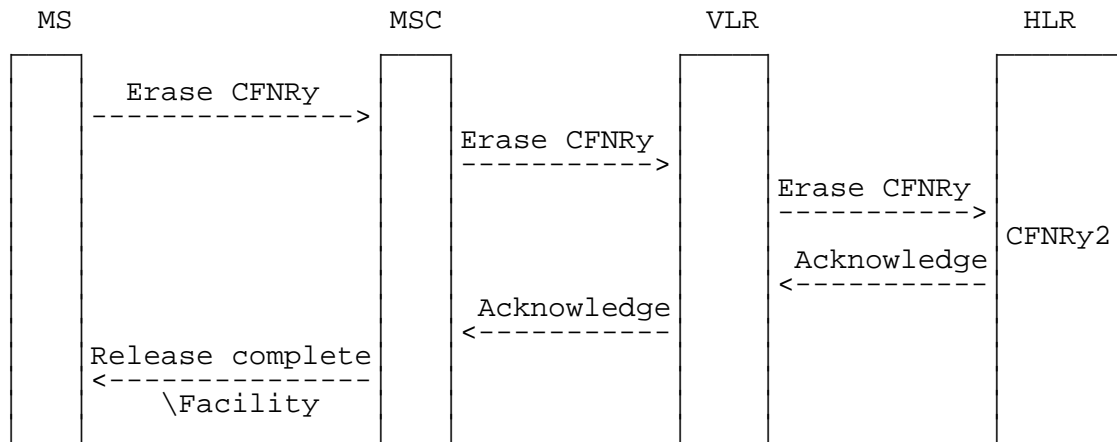 MS MSC VLR HLR
Erase CFNRy
Erase CFNRy
Erase CFNRy
CFNRy2
Acknowledge
Acknowledge
Release complete
\Facility